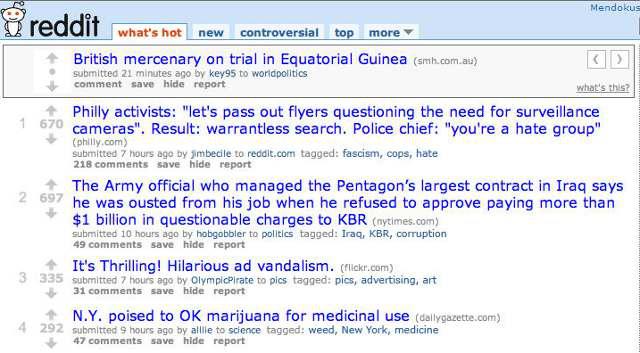 Mendokus
reddit what's hot new controversial top more
British mercenary on trial in Equatorial Guinea (smh.com.au)
submitted 21 minutes ago by key95 to worldpolitics
comment save hide report
what's this?
1 Philly activists: "let's pass out flyers questioning the need for surveillance
670 cameras". Result: warrantless search. Police chief: "you're a hate group"
(philly.com)
submitted 7 hours ago by jimbecile to reddit.com tagged: fascism, cops, hate
218 comments save hide report
The Army official who managed the Pentagon’s largest contract in Iraq says
2 697 he was ousted from his job when he refused to approve paying more than
$1 billion in questionable charges to KBR (nytimes.com)
submitted 10 hours ago by hobgobbler to politics tagged: Iraq, KBR, corruption
49 comments save hide report
It's Thrilling! Hilarious ad vandalism. (flickr.com)
3 335 submitted 7 hours ago by OlympicPirate to pics tagged: pics, advertising, art
31 comments save hide report
N.Y. poised to OK marijuana for medicinal use (dailygazette.com)
4 292 submitted 9 hours ago by alllie to science tagged: weed, New York, medicine
47 comments save hide report